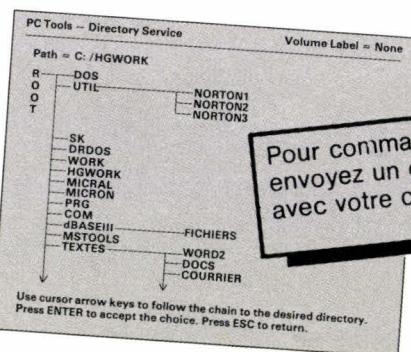 PC Tools — Directory Service Volume Label = None
Path = C: /HGWORK
R DOS
O UTIL NORTON1
O NORTON2
T NORTON3
SK
DRDOS
WORK
HGWORK
MICRAL
MICRON
PRG
COM
dBASEIII FICHIERS
MSTOOLS
TEXTES WORD2
DOCS
COURRIER
Use cursor arrow keys to follow the chain to the desired directory.
Press ENTER to accept the choice. Press ESC to return.
Pour
envoyez un
avec votre